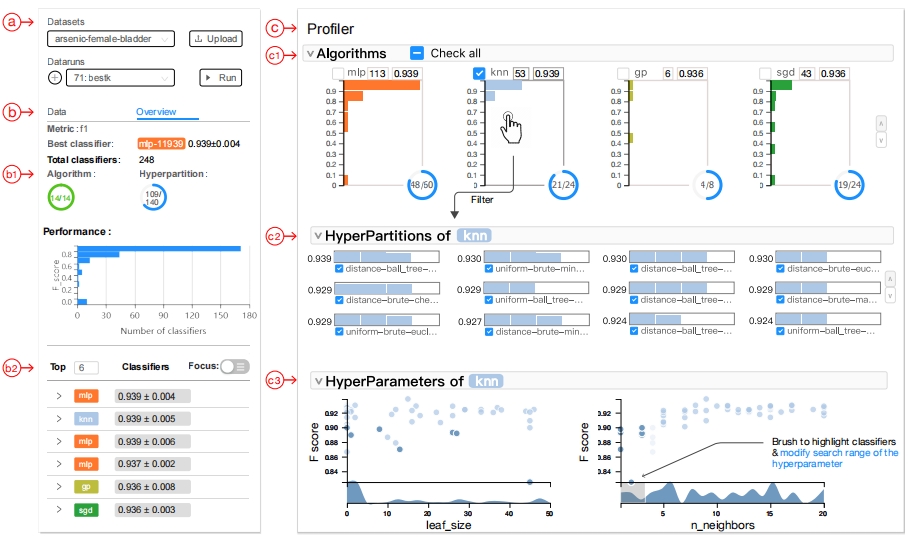 a
Datasets
arsenic-female-bladder
Upload
Dataruns
71: bestk
Run
b
Data
Overview
Metric : f1
Best classifier: mlp-11939 0.939±0.004
Total classifiers: 248
b1
Algorithm :
Hyperpartition :
14/14
109/
140
Performance :
F_score
0.8
0.6
0.4
0.2
0.0
0 30 60 90 120 150 180
Number of classifiers
b2
Top 6 Classifiers Focus:
mlp 0.939 ± 0.004
knn 0.939 ± 0.005
mlp 0.939 ± 0.006
mlp 0.937 ± 0.002
gp 0.936 ± 0.008
sgd 0.936 ± 0.003
c
Profiler
c1
Algorithms
Check all
mlp 113 0.939
0.9
0.8
0.7
0.6
0.5
0.4
0.3
0.2
0.1
0
48/60
knn 53 0.939
0.9
0.8
0.7
0.6
0.5
0.4
0.3
0.2
0.1
0
21/24
gp 6 0.936
0.9
0.8
0.7
0.6
0.5
0.4
0.3
0.2
0.1
0
4/8
sgd 43 0.936
0.9
0.8
0.7
0.6
0.5
0.4
0.3
0.2
0.1
0
19/24
Filter
c2
HyperPartitions of knn
0.939 0.930 0.930 0.930
distance-ball_tree-... uniform-brute-min... distance-ball_tree-... distance-brute-euc...
0.929 0.929 0.929 0.929
distance-brute-che... uniform-ball_tree-... distance-ball_tree-... distance-brute-ma...
0.929 0.927 0.924 0.924
uniform-brute-eucl... distance-brute-min... distance-ball_tree-... uniform-ball_tree-...
c3
HyperParameters of knn
F score
0.92
0.90
0.88
0.86
0.84
0 10 20 30 40 50
leaf_size
F score
0.92
0.90
0.88
0.86
0.84
5 10 15 20
n_neighbors
Brush to highlight classifiers
& modify search range of the
hyperparameter